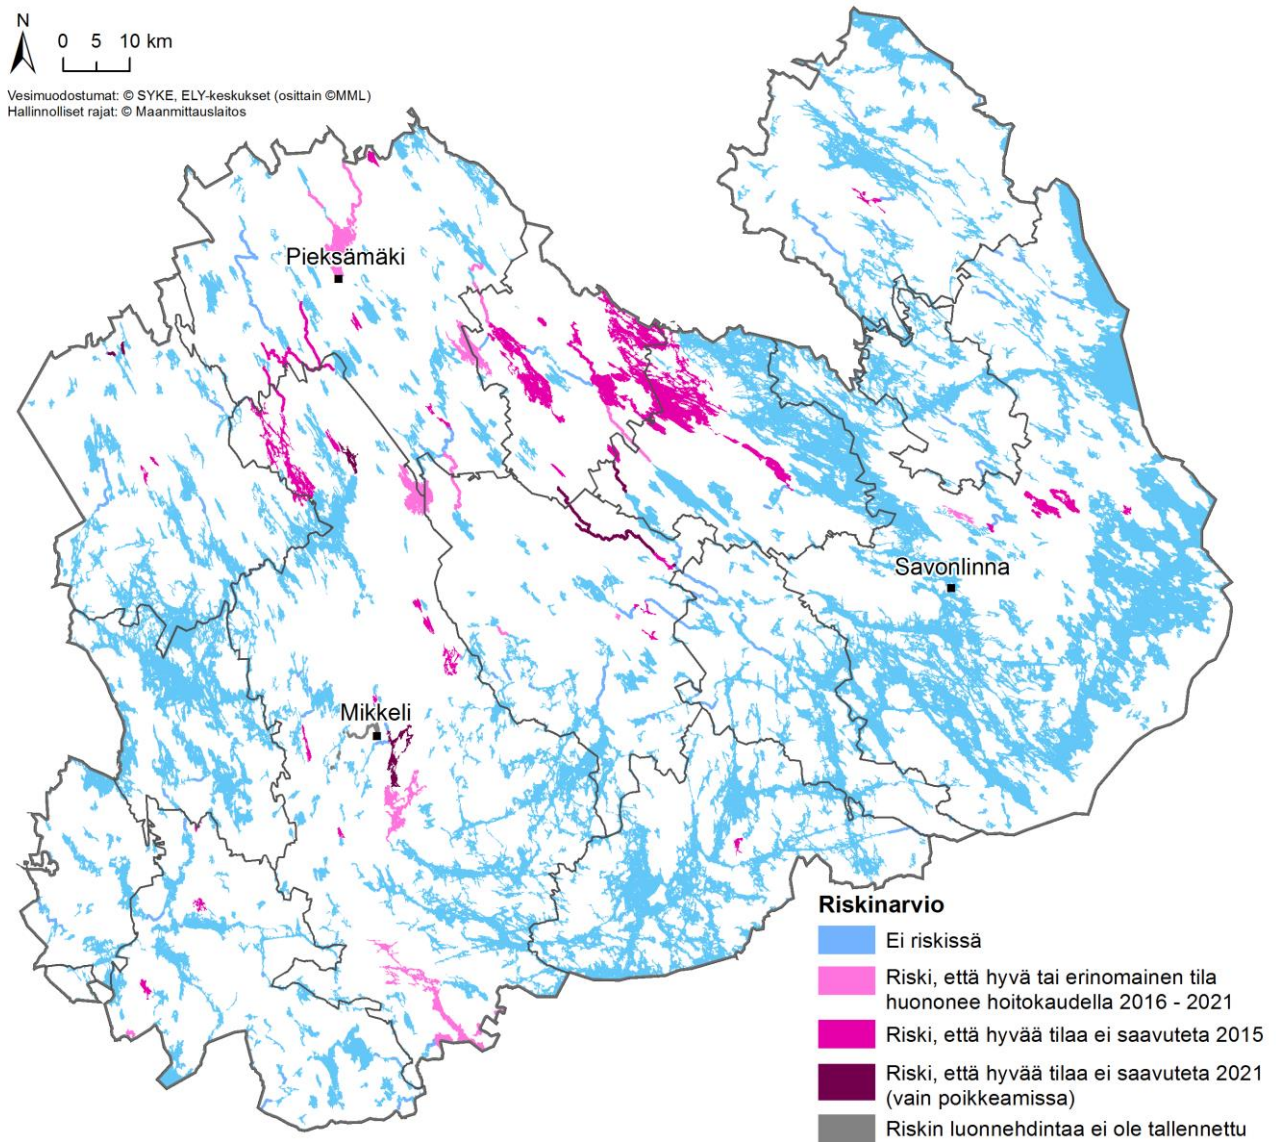 N
0 5 10 km
Vesimuodostumat: © SYKE, ELY-keskukset (osittain ©MML)
Hallinnolliset rajat: © Maanmittauslaitos
Pieksämäki
Savonlinna
Mikkeli
Riskinarvio
Ei riskissä
Riski, että hyvä tai erinomainen tila
huononee hoitokaudella 2016 - 2021
Riski, että hyvää tilaa ei saavuteta 2015
Riski, että hyvää tilaa ei saavuteta 2021
(vain poikkeamissa)
Riskin luonnehdintaa ei ole tallennettu